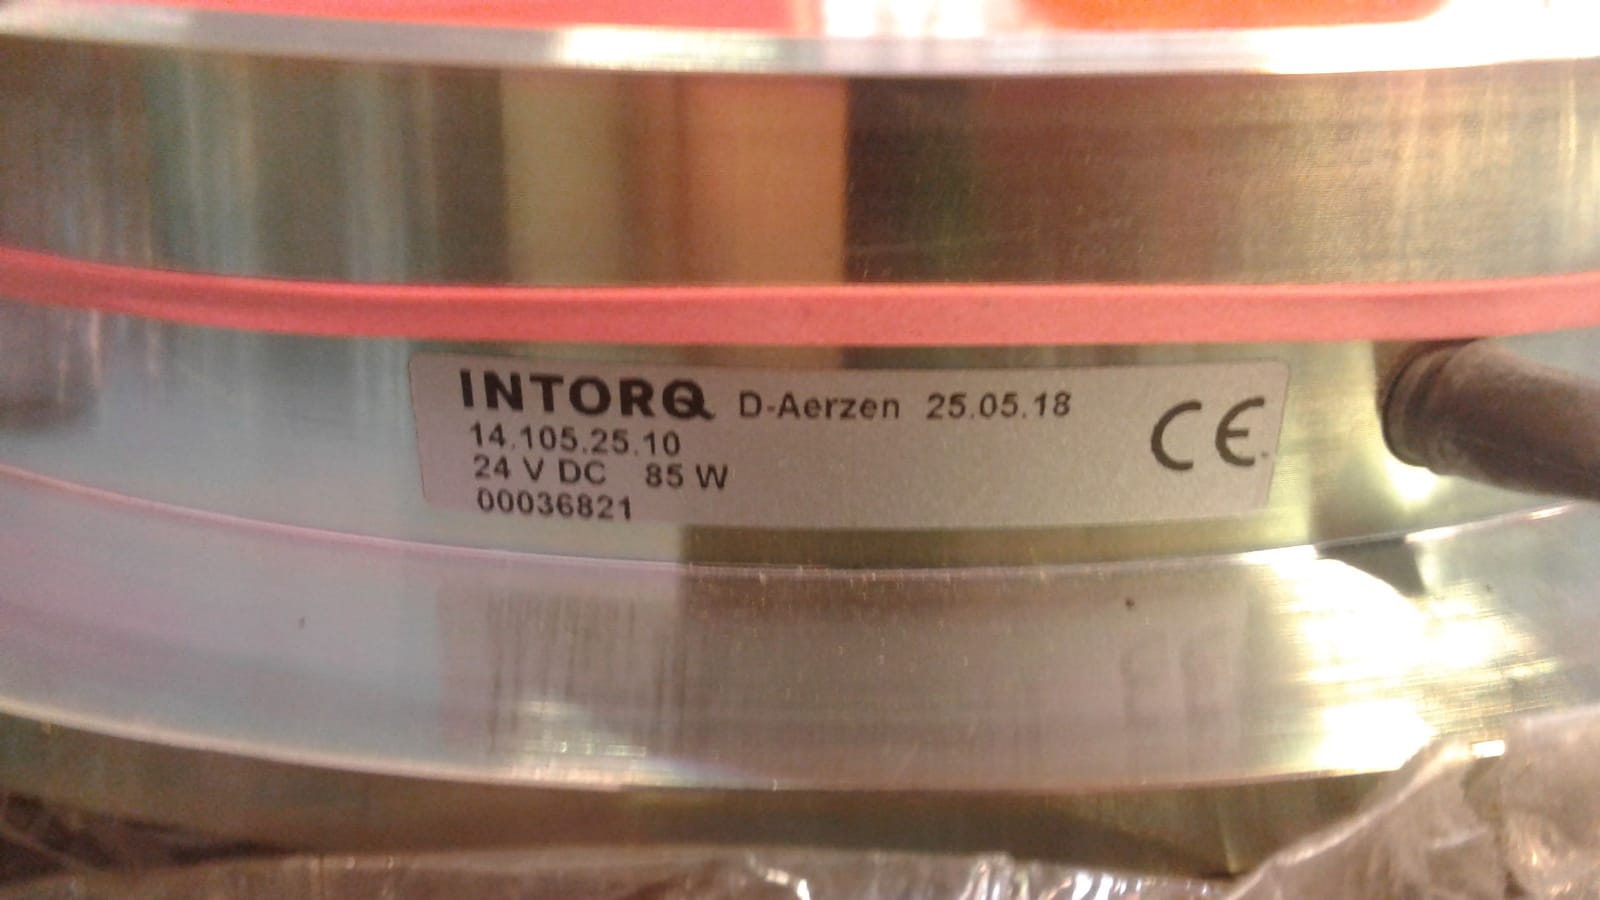 INTORQ D-Aerzen 25.05.18
14.105.25.10
24 V DC 85 W
00036821
CE